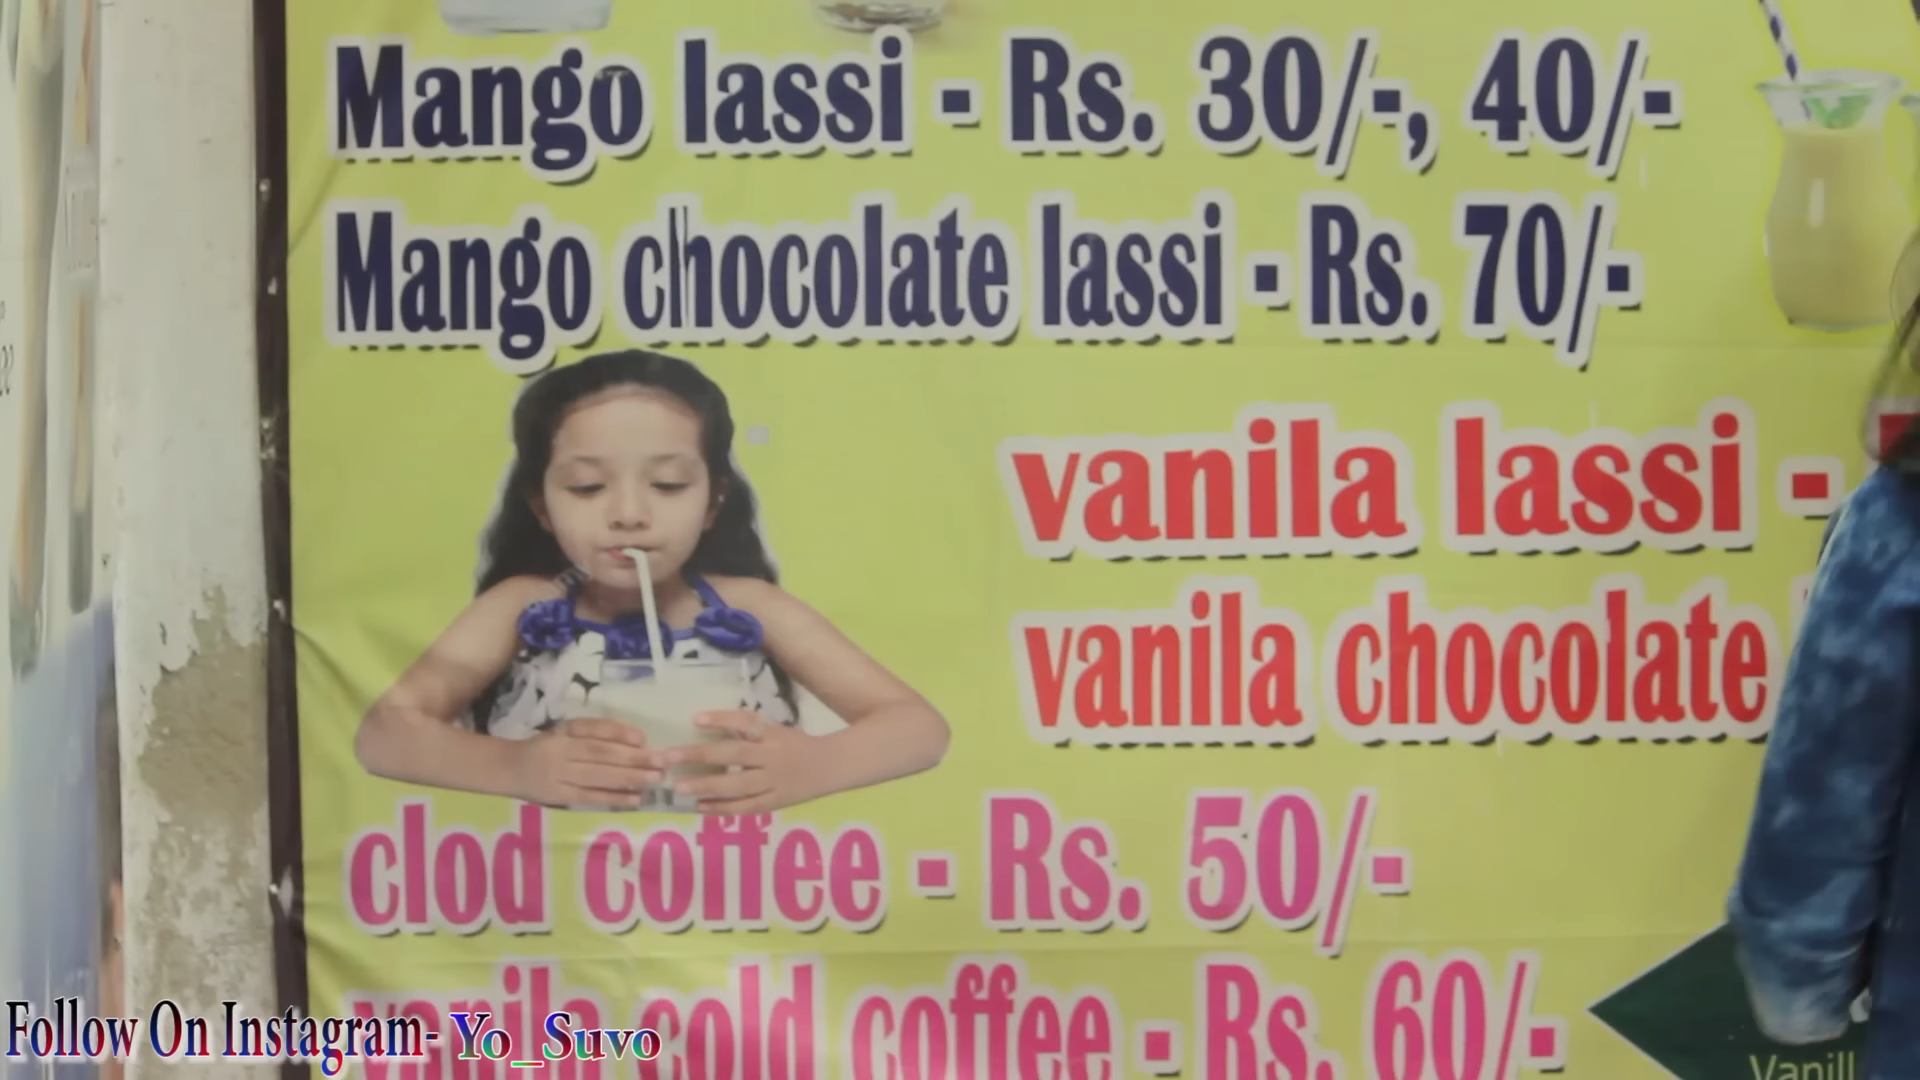 Mango lassi - Rs. 30/-, 40/-
Mango chocolate lassi - Rs. 70/-
vanila lassi -
vanila chocolate
clod coffee - Rs. 50/-
vanila cold coffee - Rs. 60/-
Vanill
Follow On Instagram- Yo_Suvo